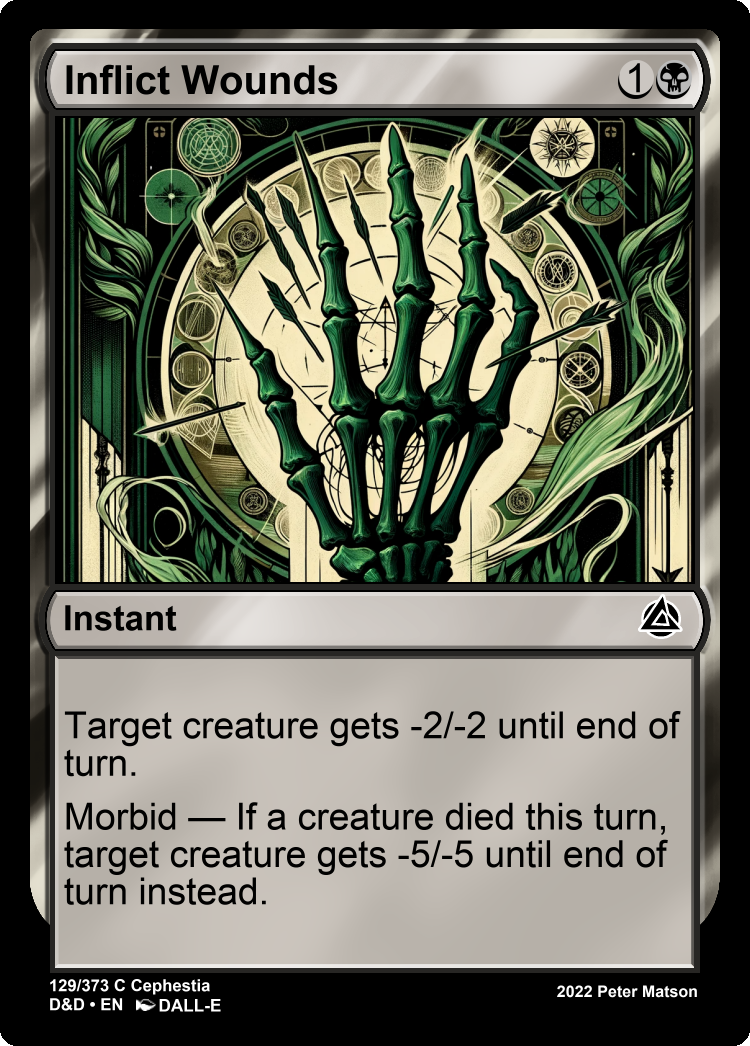 Inflict Wounds
1
Instant
Target creature gets -2/-2 until end of
turn.
Morbid — If a creature died this turn,
target creature gets -5/-5 until end of
turn instead.
129/373 C Cephestia
D&D • EN DALL-E
2022 Peter Matson